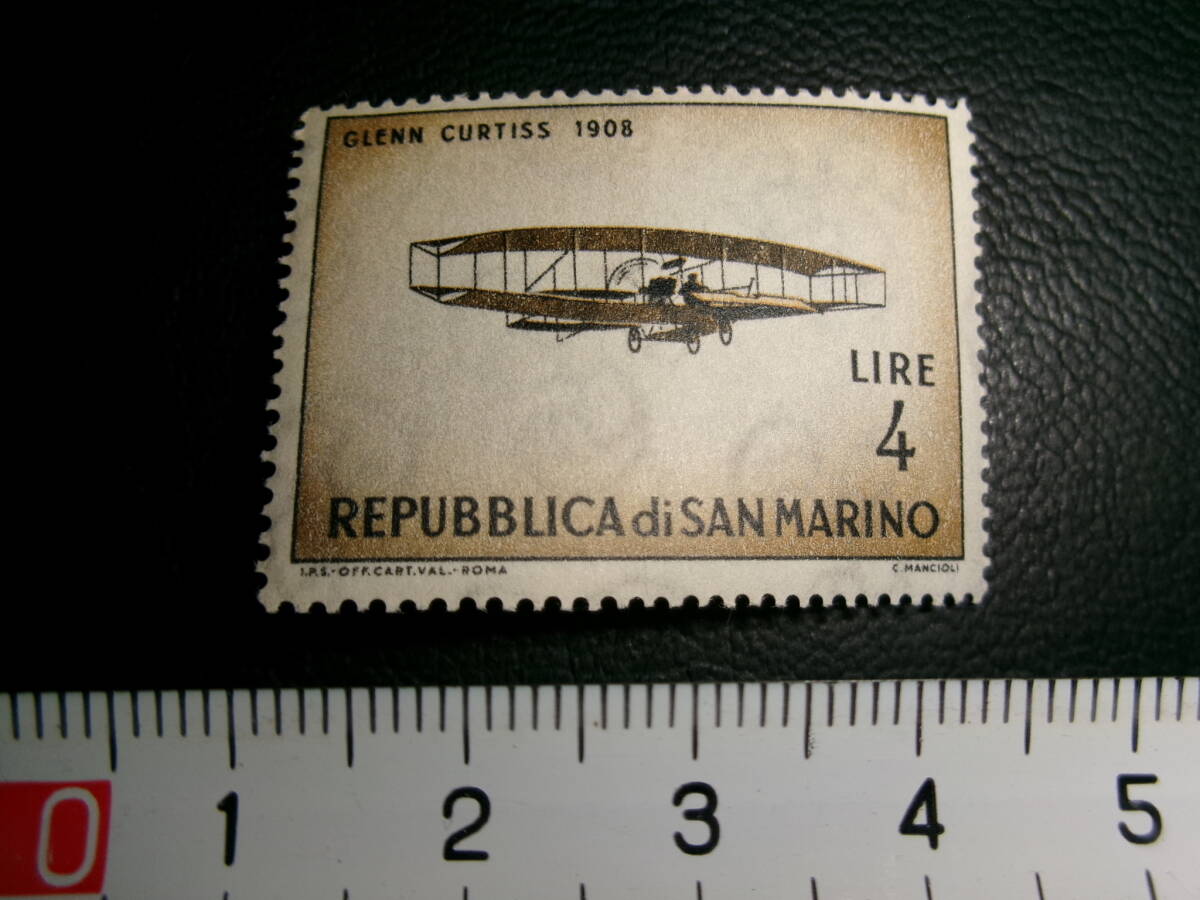 GLENN CURTISS 1908
LIRE
4
REPUBBLICA di SAN MARINO
I.P.S.-OFF.CART.VAL.-ROMA
C.MANCIOLI
0 1 2 3 4 5